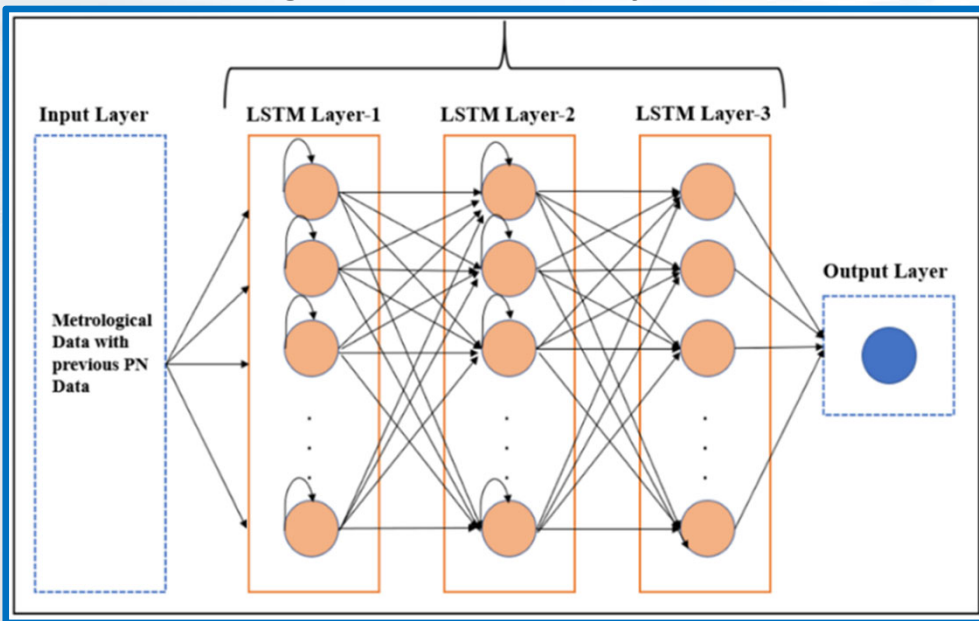 Input Layer
LSTM Layer-1
LSTM Layer-2
LSTM Layer-3
Metrological
Data with
previous PN
Data
Output Layer